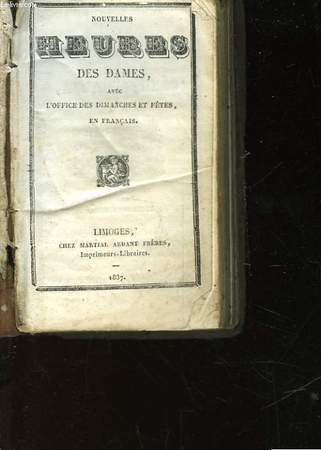 NOUVELLES
HEURES
DES DAMES,
AVEC
L'OFFICE DES DIMANCHES ET FÊTES,
EN FRANÇAIS.
LIMOGES,
CHEZ MARTIAL ARDANT FRÈRES,
Imprimeurs-Libraires.
1837.